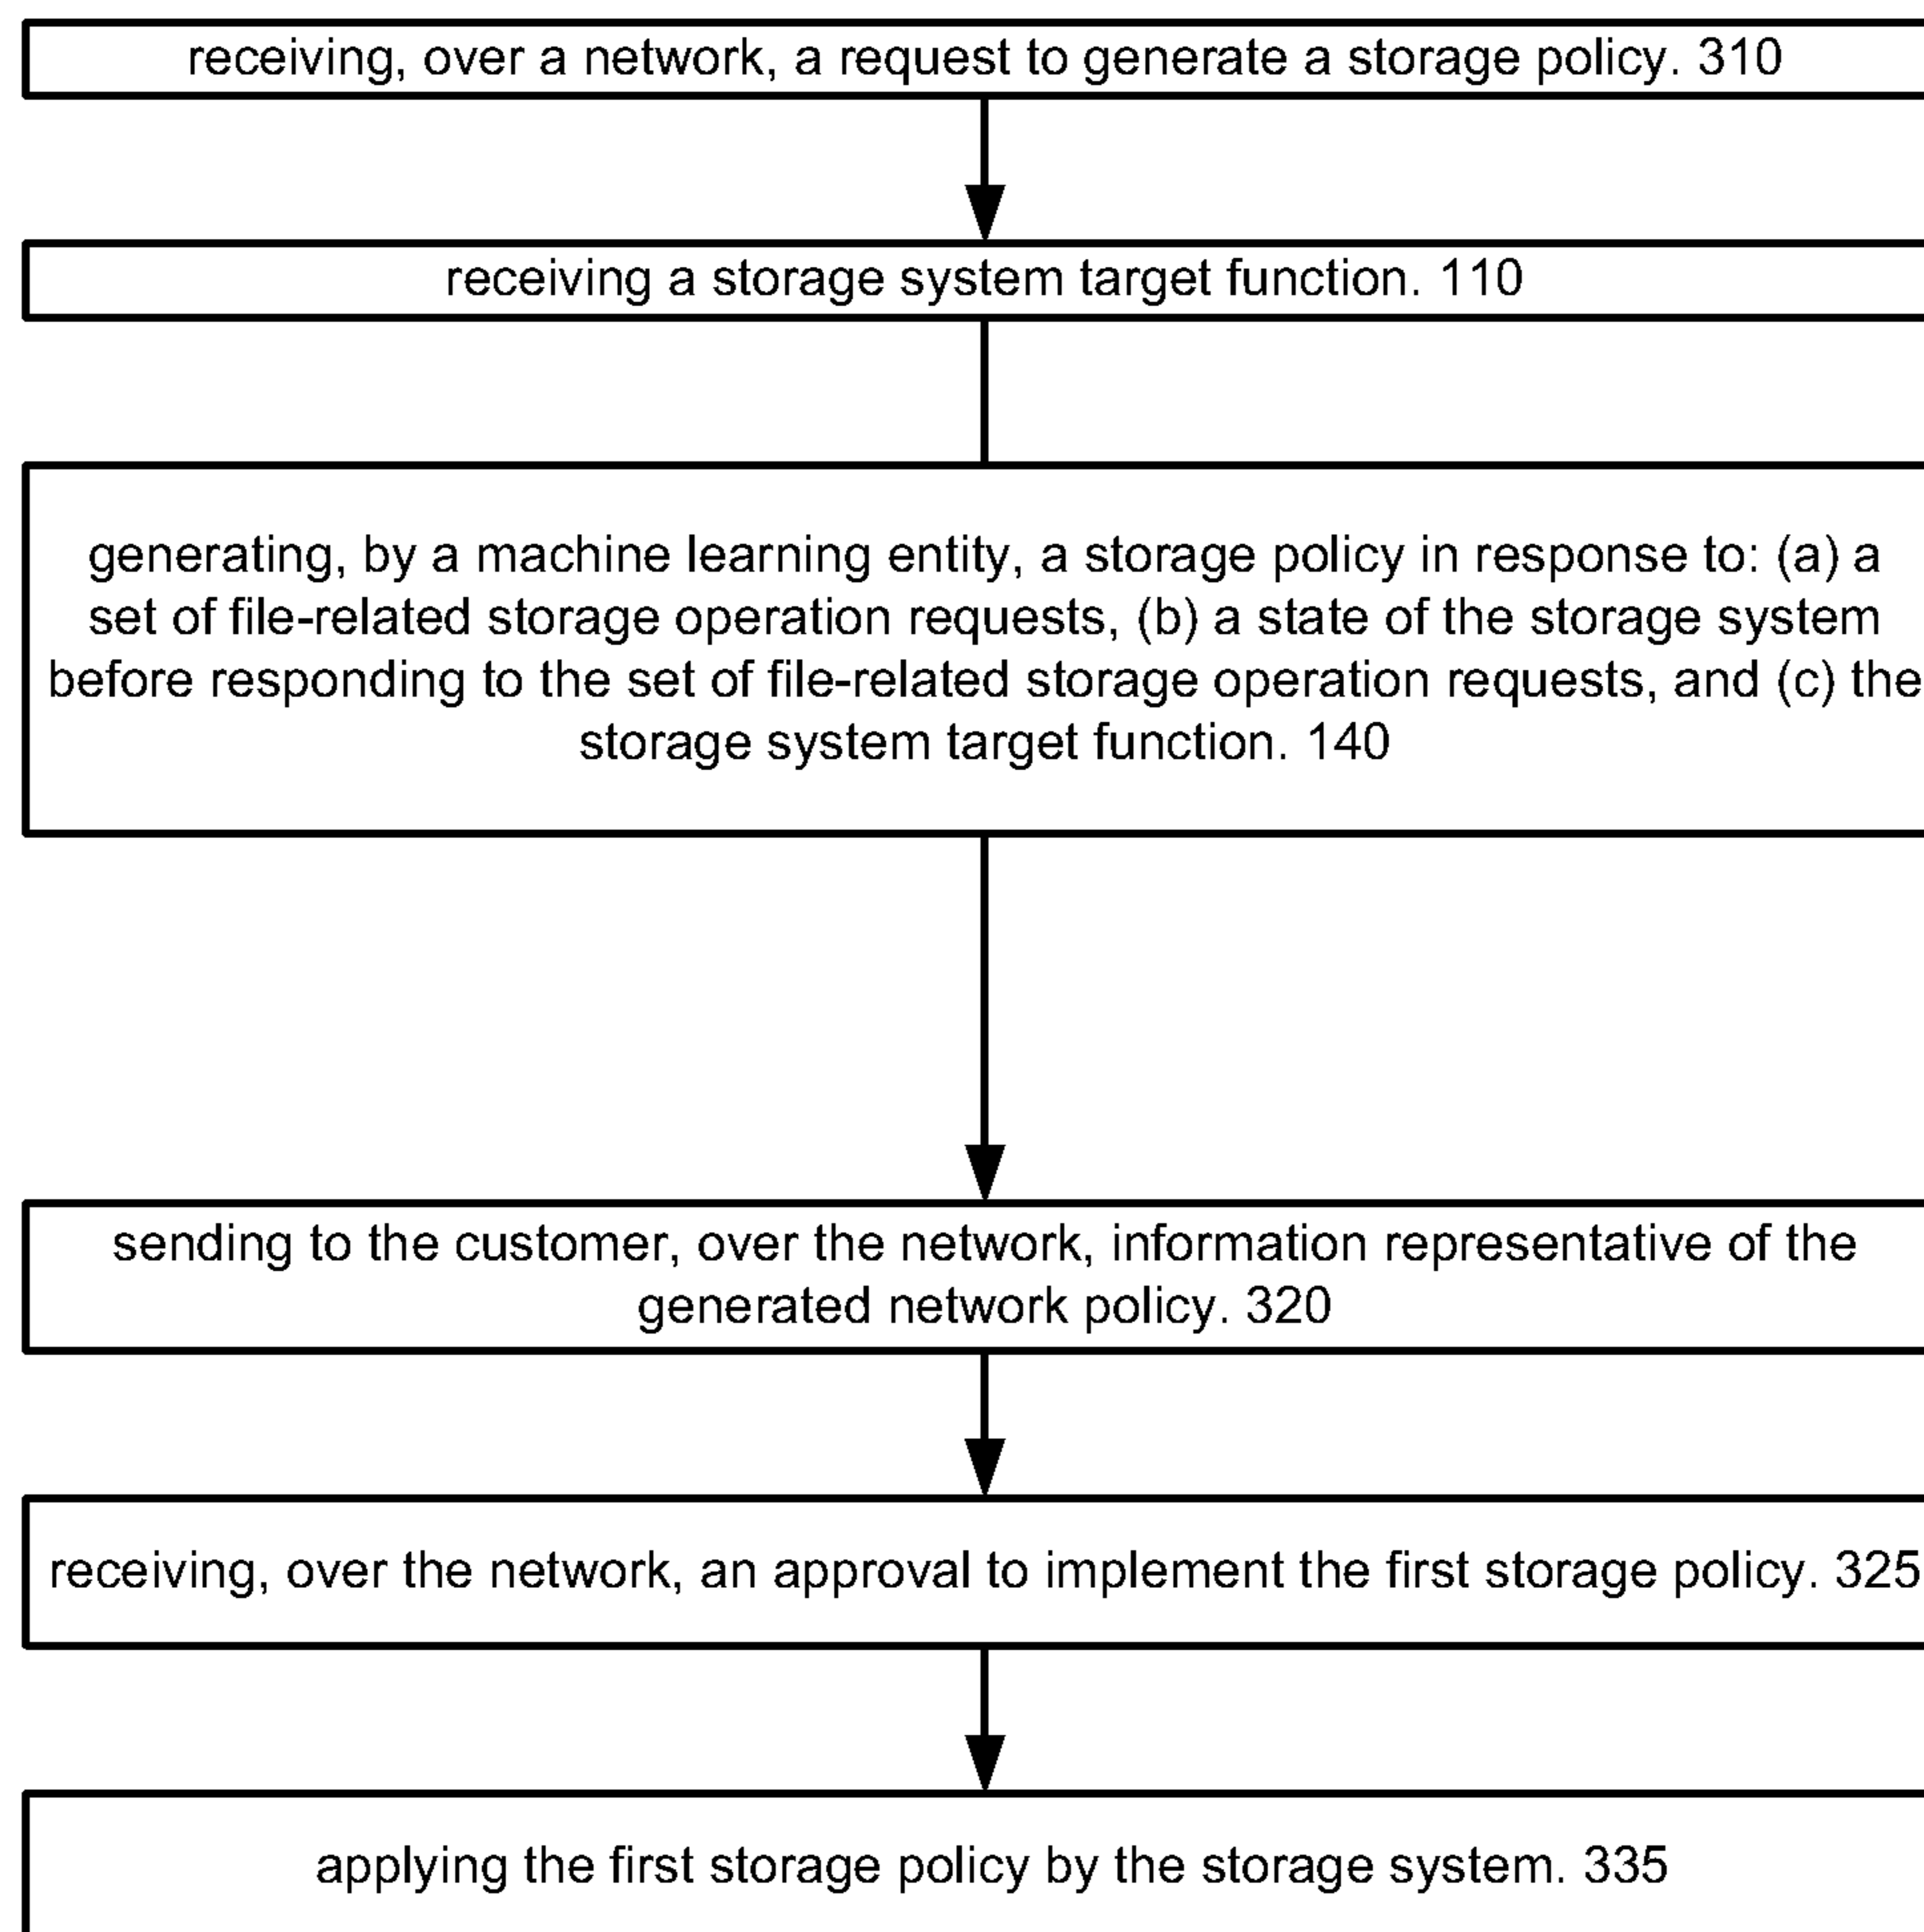 receiving, over a network, a request to generate a storage policy. 310
receiving a storage system target function. 110
generating, by a machine learning entity, a storage policy in response to: (a) a
set of file-related storage operation requests, (b) a state of the storage system
before responding to the set of file-related storage operation requests, and (c) the
storage system target function. 140
sending to the customer, over the network, information representative of the
generated network policy. 320
receiving, over the network, an approval to implement the first storage policy. 325
applying the first storage policy by the storage system. 335